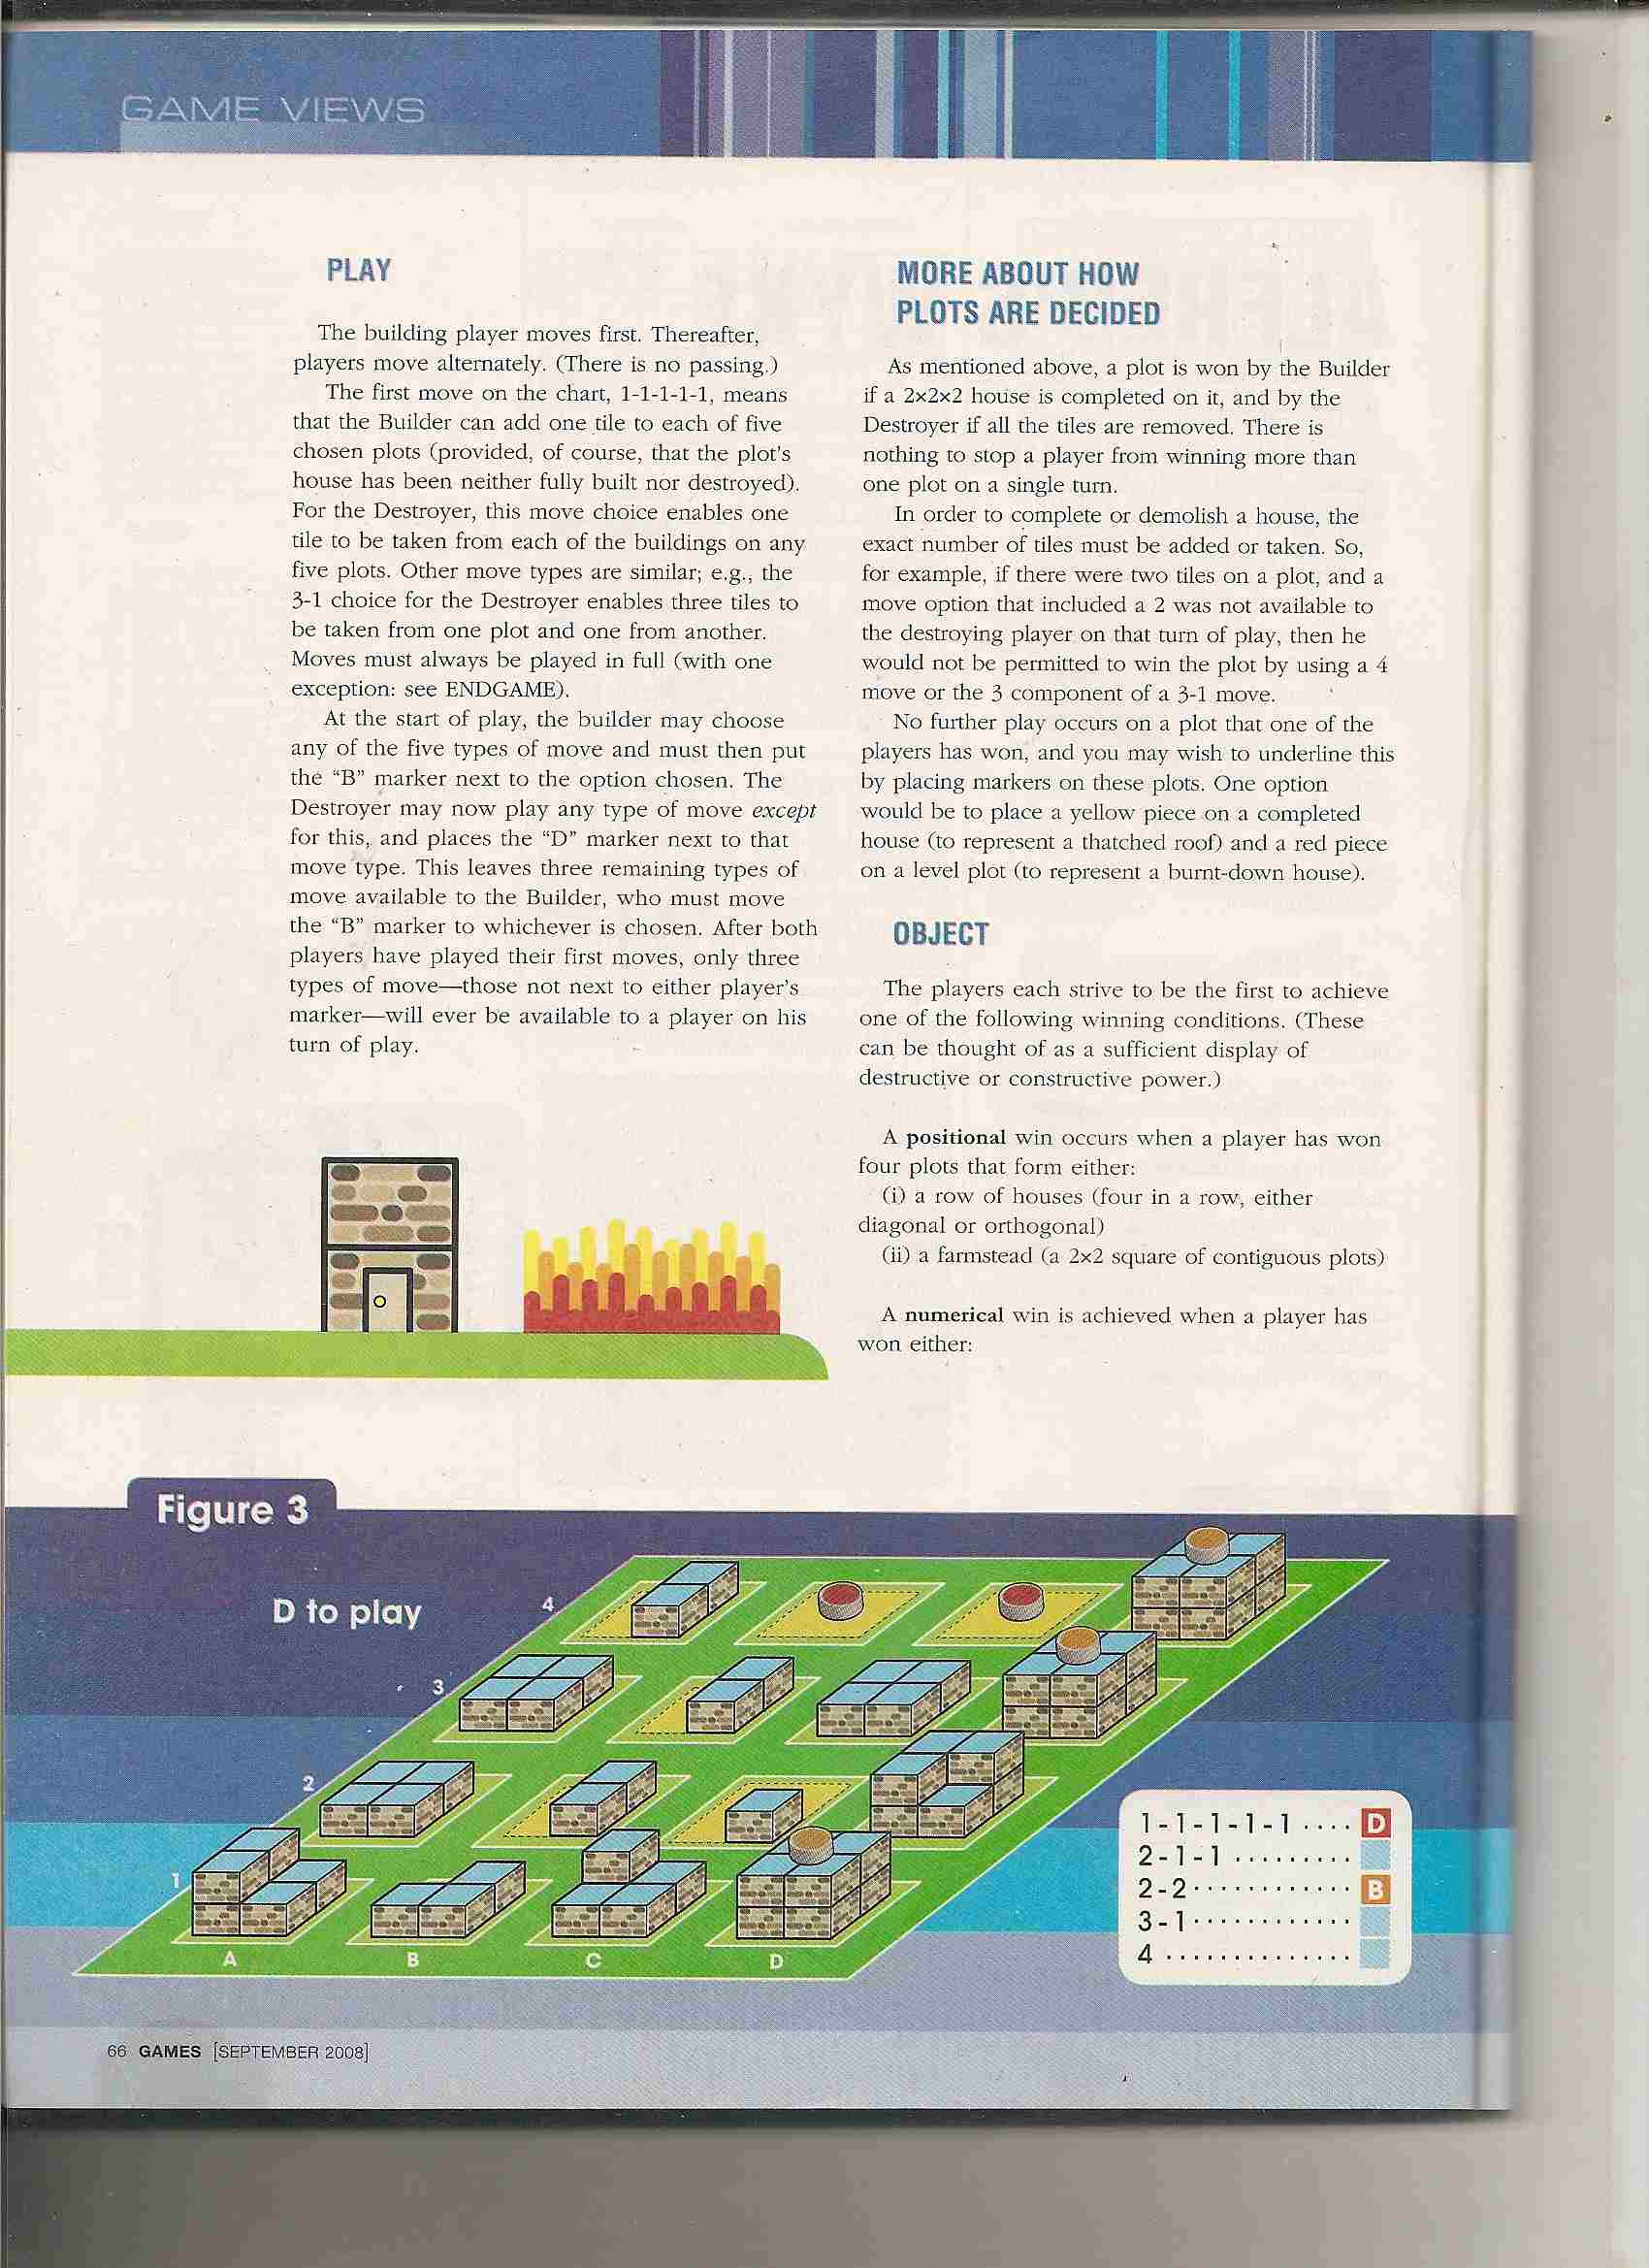 GAME VIEWS
PLAY
The building player moves first. Thereafter,
players move alternately. (There is no passing.)
The first move on the chart, 1-1-1-1-1, means
that the Builder can add one tile to each of five
chosen plots (provided, of course, that the plot's
house has been neither fully built nor destroyed).
For the Destroyer, this move choice enables one
tile to be taken from each of the buildings on any
five plots. Other move types are similar; e.g., the
3-1 choice for the Destroyer enables three tiles to
be taken from one plot and one from another.
Moves must always be played in full (with one
exception: see ENDGAME).
At the start of play, the builder may choose
any of the five types of move and must then put
the “B” marker next to the option chosen. The
Destroyer may now play any type of move except
for this, and places the “D” marker next to that
move type. This leaves three remaining types of
move available to the Builder, who must move
the “B” marker to whichever is chosen. After both
players have played their first moves, only three
types of move—those not next to either player's
marker—will ever be available to a player on his
turn of play.
MORE ABOUT HOW
PLOTS ARE DECIDED
As mentioned above, a plot is won by the Builder
if a 2×2×2 house is completed on it, and by the
Destroyer if all the tiles are removed. There is
nothing to stop a player from winning more than
one plot on a single turn.
In order to complete or demolish a house, the
exact number of tiles must be added or taken. So,
for example, if there were two tiles on a plot, and a
move option that included a 2 was not available to
the destroying player on that turn of play, then he
would not be permitted to win the plot by using a 4
move or the 3 component of a 3-1 move.
No further play occurs on a plot that one of the
players has won, and you may wish to underline this
by placing markers on these plots. One option
would be to place a yellow piece on a completed
house (to represent a thatched roof) and a red piece
on a level plot (to represent a burnt-down house).
OBJECT
The players each strive to be the first to achieve
one of the following winning conditions. (These
can be thought of as a sufficient display of
destructive or constructive power.)
A positional win occurs when a player has won
four plots that form either:
(i) a row of houses (four in a row, either
diagonal or orthogonal)
(ii) a farmstead (a 2×2 square of contiguous plots)
A numerical win is achieved when a player has
won either:
Figure 3
D to play
4
3
2
1
A B C D
1-1-1-1-1 .... D
2-1-1 .........
2-2............ B
3-1............
4 ..............
66 GAMES [SEPTEMBER 2008]